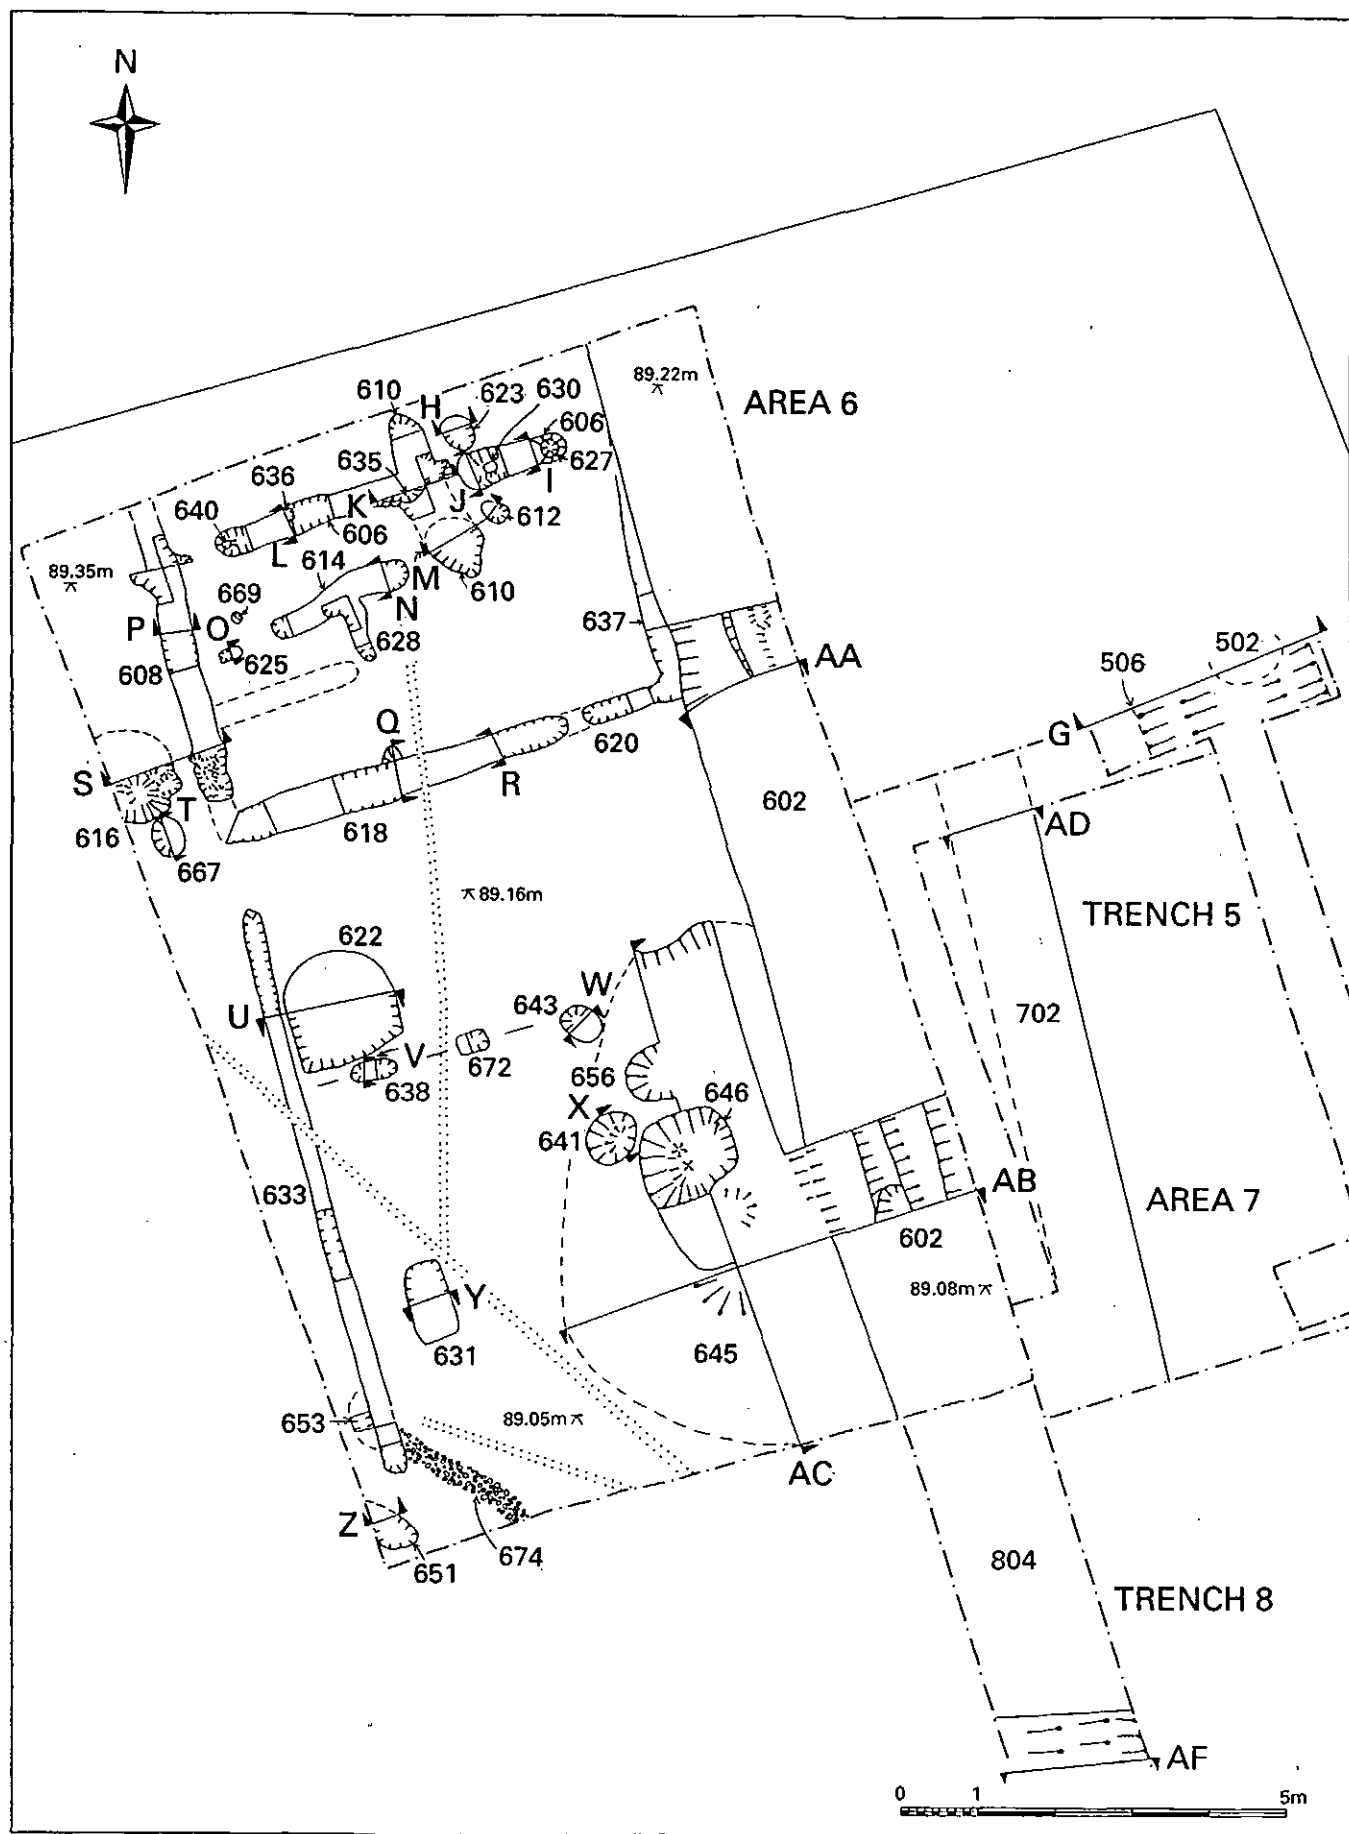 N
89.22m
AREA 6
610
H
623
630
606
635
636
627
K
J
I
640
612
L
606
614
M
89.35m
669
N
610
P
O
637
628
608
625
AA
506
502
Q
620
G
S
R
T
602
AD
618
616
667
89.16m
TRENCH 5
622
W
643
702
U
V
672
638
656
646
X
641
AB
633
AREA 7
602
89.08m
Y
631
645
653
89.05m
AC
Z
651
674
804
TRENCH 8
AF
0 1 5m